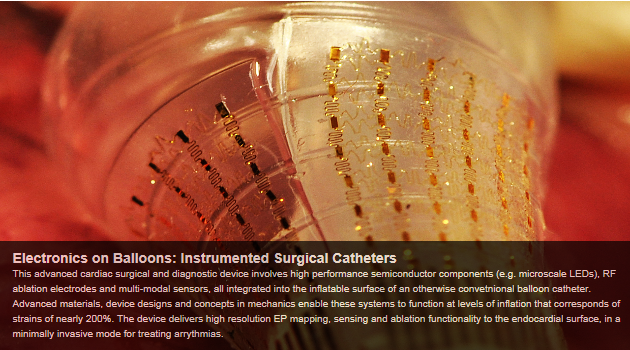 Electronics on Balloons: Instrumented Surgical Catheters
This advanced cardiac surgical and diagnostic device involves high performance semiconductor components (e.g. microscale LEDs), RF
ablation electrodes and multi-modal sensors, all integrated into the inflatable surface of an otherwise convetnional balloon catheter.
Advanced materials, device designs and concepts in mechanics enable these systems to function at levels of inflation that corresponds of
strains of nearly 200%. The device delivers high resolution EP mapping, sensing and ablation functionality to the endocardial surface, in a
minimally invasive mode for treating arrythmias.